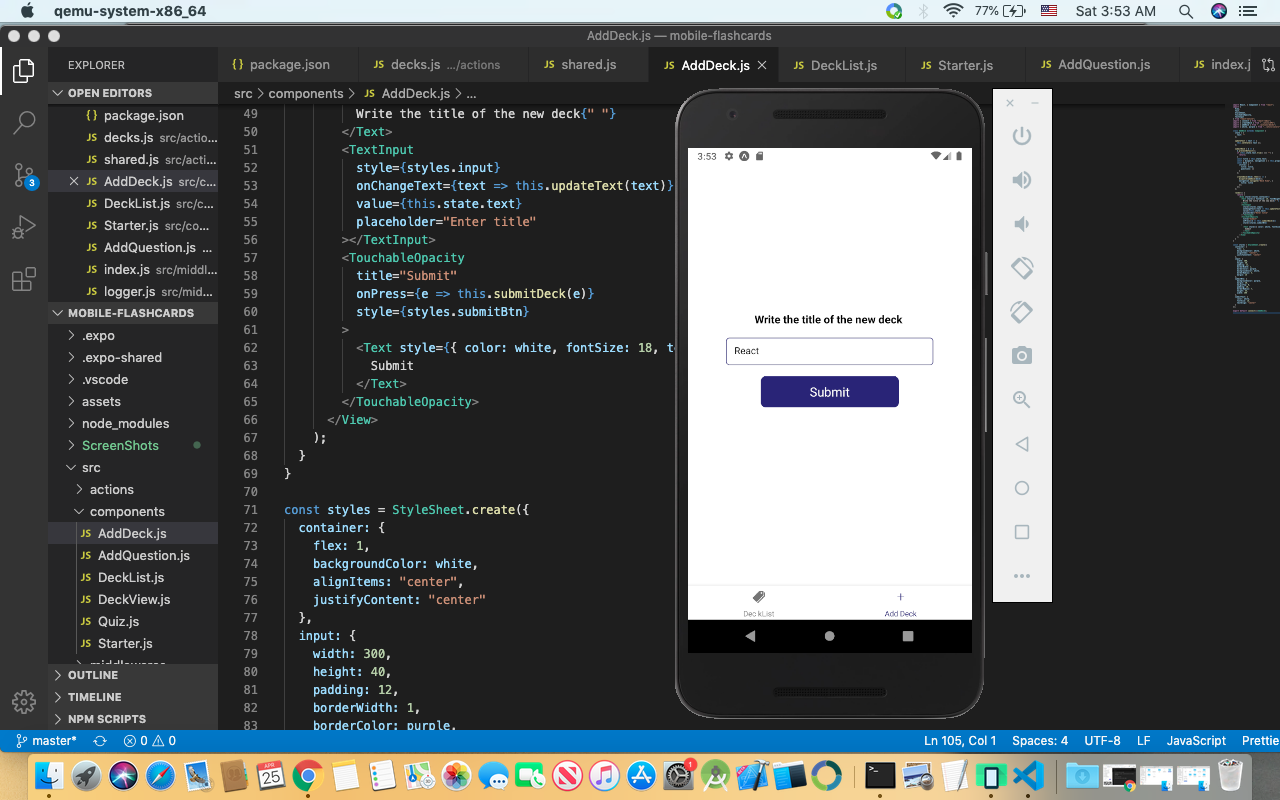 qemu-system-x86_64
77%
Sat 3:53 AM
AddDeck.js — mobile-flashcards
EXPLORER
{} package.json
JS decks.js .../actions
JS shared.js
JS AddDeck.js
JS DeckList.js
JS Starter.js
JS AddQuestion.js
JS index.j
OPEN EDITORS
{} package.json
JS decks.js src/actio...
JS shared.js src/acti...
JS AddDeck.js src/c...
JS DeckList.js src/c...
JS Starter.js src/co...
JS AddQuestion.js ...
JS index.js src/middl...
JS logger.js src/mid...
3
MOBILE-FLASHCARDS
.expo
.expo-shared
.vscode
assets
node_modules
ScreenShots
src
actions
components
JS AddDeck.js
JS AddQuestion.js
JS DeckList.js
JS DeckView.js
JS Quiz.js
JS Starter.js
OUTLINE
TIMELINE
NPM SCRIPTS
src > components > JS AddDeck.js > ...
49 Write the title of the new deck{" "}
50 </Text>
51 <TextInput
52 style={styles.input}
53 onChangeText={text => this.updateText(text)}
54 value={this.state.text}
55 placeholder="Enter title"
56 ></TextInput>
57 <TouchableOpacity
58 title="Submit"
59 onPress={e => this.submitDeck(e)}
60 style={styles.submitBtn}
61 >
62 <Text style={{ color: white, fontSize: 18, t
63 Submit
64 </Text>
65 </TouchableOpacity>
66 </View>
67 );
68 }
69 }
70
71 const styles = StyleSheet.create({
72 container: {
73 flex: 1,
74 backgroundColor: white,
75 alignItems: "center",
76 justifyContent: "center"
77 },
78 input: {
79 width: 300,
80 height: 40,
81 padding: 12,
82 borderWidth: 1,
83 borderColor: purple,
3:53
Write the title of the new deck
React
Submit
DeckList
Add Deck
master*
0
0
Ln 105, Col 1
Spaces: 4
UTF-8
LF
JavaScript
Prettie
APR
25
1